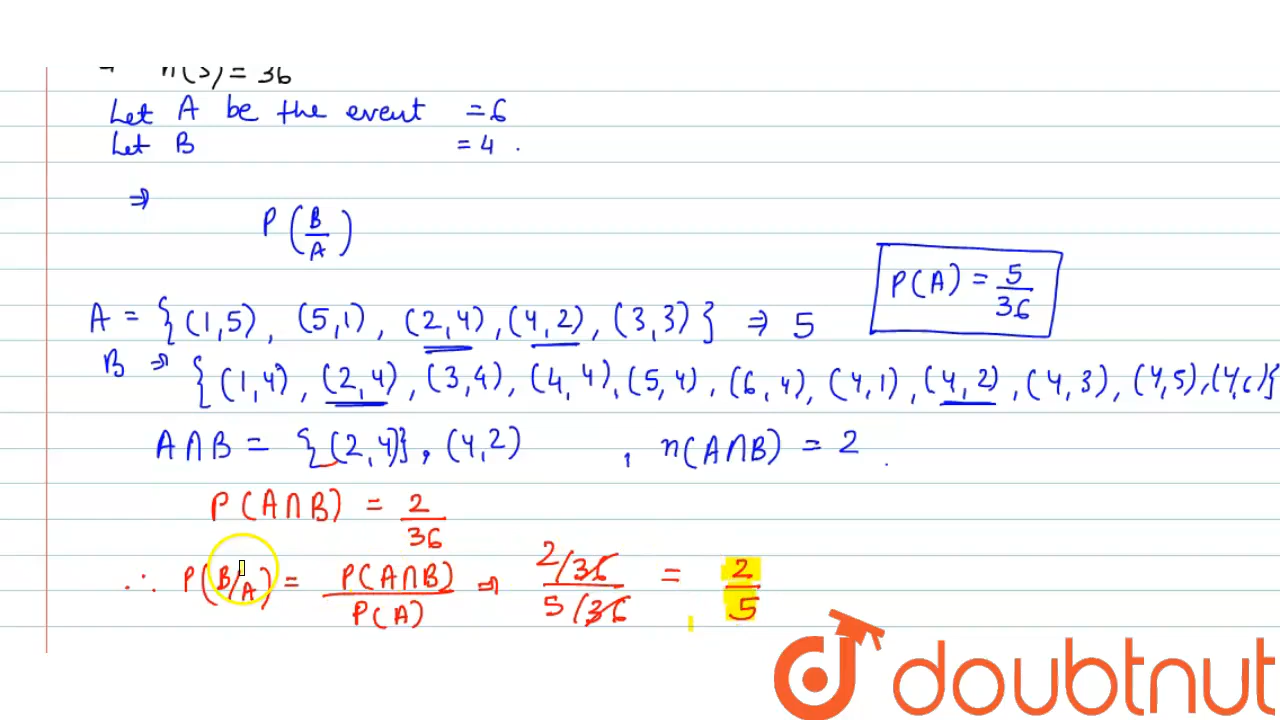 n(S) = 36
Let A be the event = 6
Let B = 4 .
⇒
P(B/A)
P(A) = 5/36
A = {(1,5), (5,1), (2,4), (4,2), (3,3)} ⇒ 5
B ⇒ {(1,4), (2,4), (3,4), (4,4), (5,4), (6,4), (4,1), (4,2), (4,3), (4,5), (4,6)}
A∩B = {(2,4)}, (4,2) , n(A∩B) = 2 .
P(A∩B) = 2/36
∴ P(B/A) = P(A∩B)/P(A) ⇒ (2/36)/(5/36) = 2/5
doubtnut